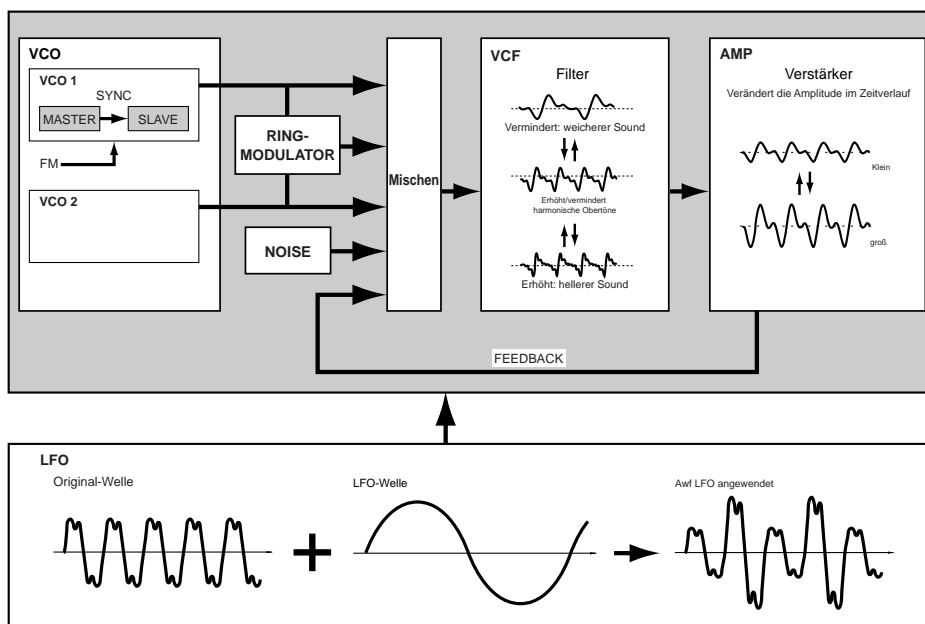 VCO
VCO 1
SYNC
MASTER
SLAVE
FM
VCO 2
RING-
MODULATOR
NOISE
Mischen
VCF
Filter
Vermindert: weicherer Sound
Erhöht/vermindert
harmonische Obertöne
Erhöht: hellerer Sound
AMP
Verstärker
Verändert die Amplitude im Zeitverlauf
Klein
groß
FEEDBACK
LFO
Original-Welle
LFO-Welle
Awf LFO angewendet